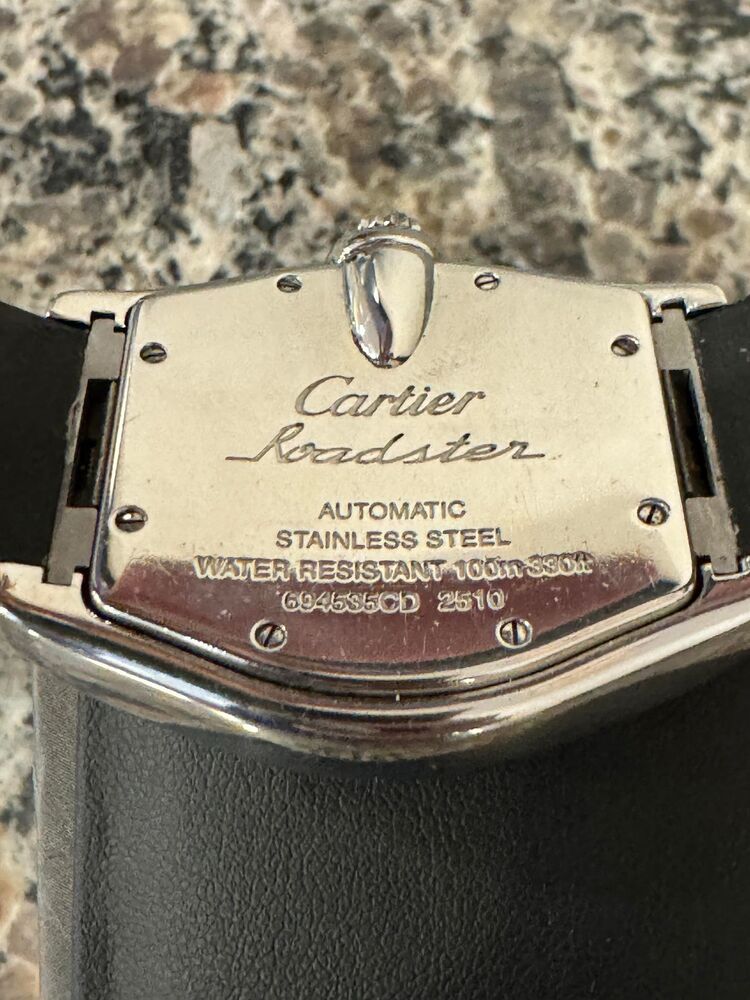 Cartier
Roadster
AUTOMATIC
STAINLESS STEEL
WATER RESISTANT 100m-330ft
694535CD 2510